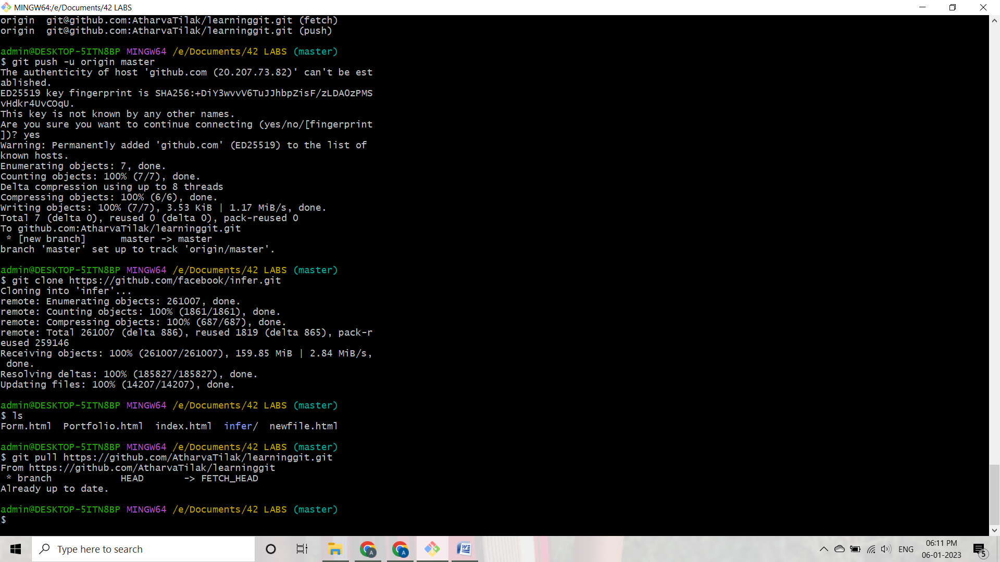 MINGW64:/e/Documents/42 LABS
origin  git@github.com:AtharvaTilak/learninggit.git (fetch)
origin  git@github.com:AtharvaTilak/learninggit.git (push)
admin@DESKTOP-5ITN8BP MINGW64 /e/Documents/42 LABS (master)
$ git push -u origin master
The authenticity of host 'github.com (20.207.73.82)' can't be est
ablished.
ED25519 key fingerprint is SHA256:+DiY3wvvV6TuJJhbpZisF/zLDA0zPMS
vHdkr4UvCOqU.
This key is not known by any other names.
Are you sure you want to continue connecting (yes/no/[fingerprint
])? yes
Warning: Permanently added 'github.com' (ED25519) to the list of
known hosts.
Enumerating objects: 7, done.
Counting objects: 100% (7/7), done.
Delta compression using up to 8 threads
Compressing objects: 100% (6/6), done.
Writing objects: 100% (7/7), 3.53 KiB | 1.17 MiB/s, done.
Total 7 (delta 0), reused 0 (delta 0), pack-reused 0
To github.com:AtharvaTilak/learninggit.git
 * [new branch]      master -> master
branch 'master' set up to track 'origin/master'.
admin@DESKTOP-5ITN8BP MINGW64 /e/Documents/42 LABS (master)
$ git clone https://github.com/facebook/infer.git
Cloning into 'infer'...
remote: Enumerating objects: 261007, done.
remote: Counting objects: 100% (1861/1861), done.
remote: Compressing objects: 100% (687/687), done.
remote: Total 261007 (delta 886), reused 1819 (delta 865), pack-r
eused 259146
Receiving objects: 100% (261007/261007), 159.85 MiB | 2.84 MiB/s,
 done.
Resolving deltas: 100% (185827/185827), done.
Updating files: 100% (14207/14207), done.
admin@DESKTOP-5ITN8BP MINGW64 /e/Documents/42 LABS (master)
$ ls
Form.html  Portfolio.html  index.html  infer/  newfile.html
admin@DESKTOP-5ITN8BP MINGW64 /e/Documents/42 LABS (master)
$ git pull https://github.com/AtharvaTilak/learninggit.git
From https://github.com/AtharvaTilak/learninggit
 * branch            HEAD       -> FETCH_HEAD
Already up to date.
admin@DESKTOP-5ITN8BP MINGW64 /e/Documents/42 LABS (master)
$
Type here to search
A
A
W
ENG
06:11 PM
06-01-2023
5